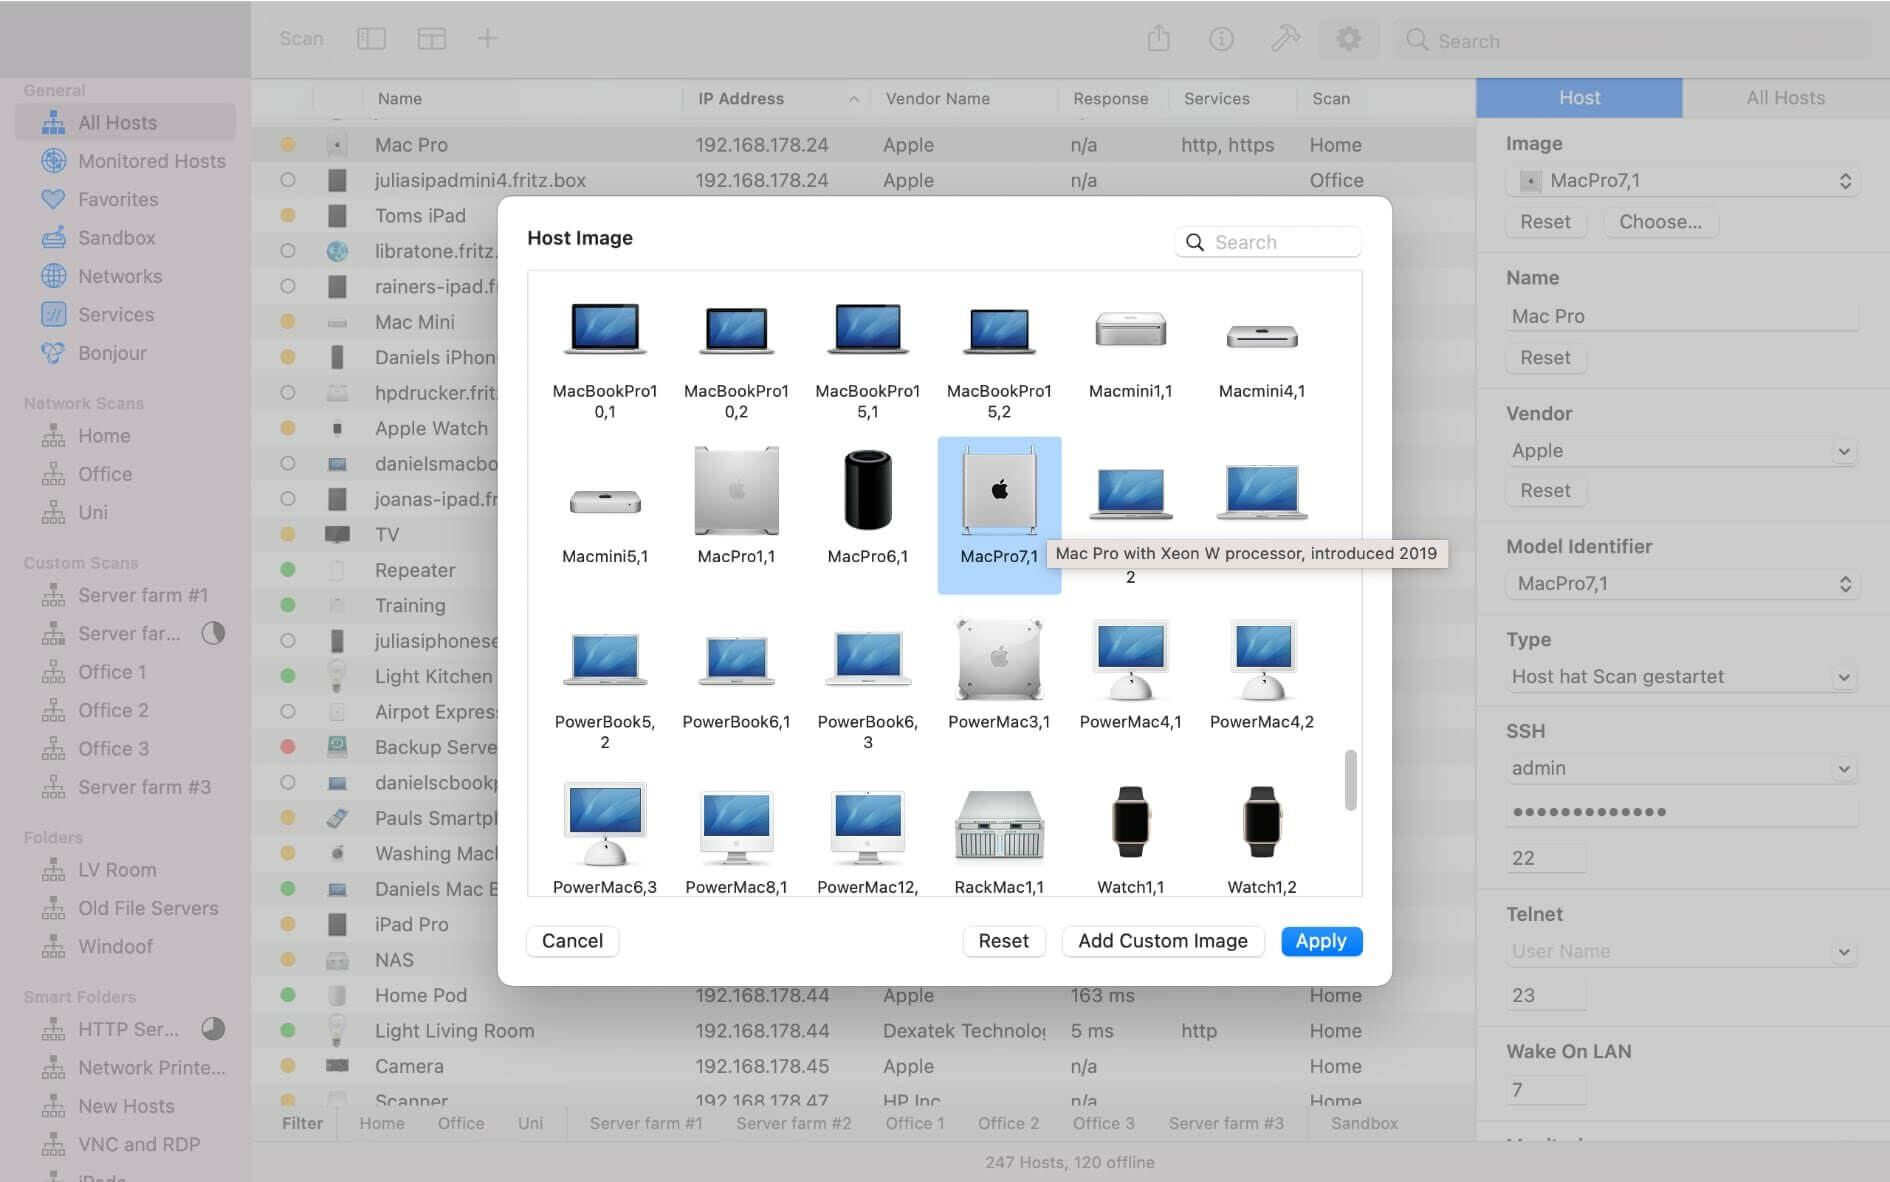 Scan
Search
General
All Hosts
Monitored Hosts
Favorites
Sandbox
Networks
Services
Bonjour
Network Scans
Home
Office
Uni
Custom Scans
Server farm #1
Server far...
Office 1
Office 2
Office 3
Server farm #3
Folders
LV Room
Old File Servers
Windoof
Smart Folders
HTTP Ser...
Network Printe...
New Hosts
VNC and RDP
Name IP Address Vendor Name Response Services Scan
Mac Pro 192.168.178.24 Apple n/a http, https Home
juliasipadmini4.fritz.box 192.168.178.24 Apple n/a Office
Toms iPad
libratone.fritz.
rainers-ipad.f
Mac Mini
Daniels iPhon
hpdrucker.frit
Apple Watch
danielsmacbo
joanas-ipad.fr
TV
Repeater
Training
juliasiphonese
Light Kitchen
Airpot Expres
Backup Serve
danielscbookp
Pauls Smartph
Washing Mac
Daniels Mac B
iPad Pro
NAS
Home Pod 192.168.178.44 Apple 163 ms Home
Light Living Room 192.168.178.44 Dexatek Technolog 5 ms http Home
Camera 192.168.178.45 Apple n/a Home
Scanner 192.168.178.47 HP Inc n/a Home
Filter Home Office Uni Server farm #1 Server farm #2 Office 1 Office 2 Office 3 Server farm #3 Sandbox
247 Hosts, 120 offline
Host Image
Search
MacBookPro1
0,1
MacBookPro1
0,2
MacBookPro1
5,1
MacBookPro1
5,2
Macmini1,1
Macmini4,1
Macmini5,1
MacPro1,1
MacPro6,1
MacPro7,1
Mac Pro with Xeon W processor, introduced 2019
2
PowerBook5,
2
PowerBook6,1
PowerBook6,
3
PowerMac3,1
PowerMac4,1
PowerMac4,2
PowerMac6,3
PowerMac8,1
PowerMac12,
RackMac1,1
Watch1,1
Watch1,2
Cancel
Reset
Add Custom Image
Apply
Host
All Hosts
Image
MacPro7,1
Reset
Choose...
Name
Mac Pro
Reset
Vendor
Apple
Reset
Model Identifier
MacPro7,1
Type
Host hat Scan gestartet
SSH
admin
•••••••••••••
22
Telnet
User Name
23
Wake On LAN
7